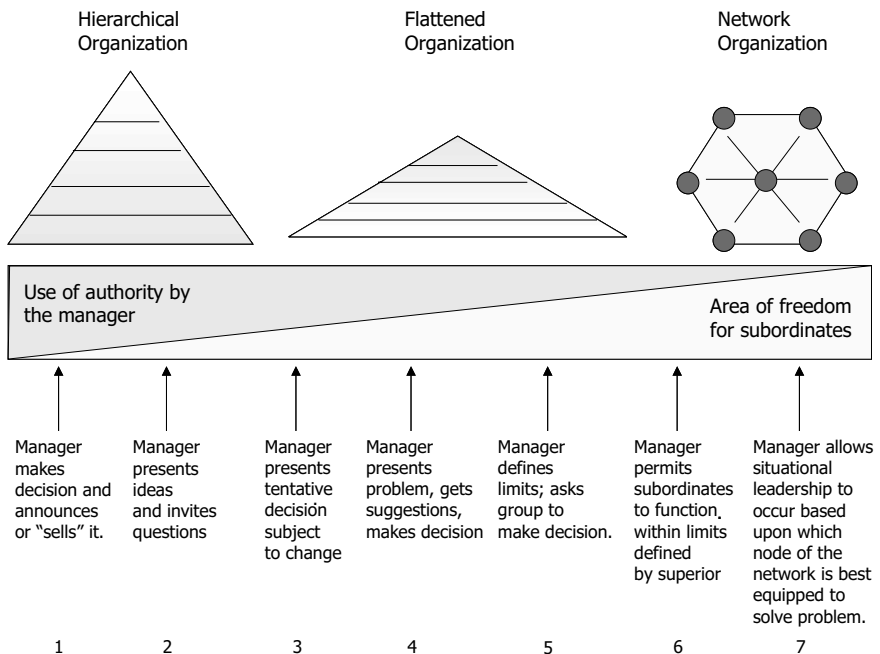 Hierarchical
Organization
Flattened
Organization
Network
Organization
Use of authority by
the manager
Area of freedom
for subordinates
Manager
makes
decision and
announces
or “sells” it.
Manager
presents
ideas
and invites
questions
Manager
presents
tentative
decision
subject
to change
Manager
presents
problem, gets
suggestions,
makes decision
Manager
defines
limits; asks
group to
make decision.
Manager
permits
subordinates
to function
within limits
defined
by superior
Manager allows
situational
leadership to
occur based
upon which
node of the
network is best
equipped to
solve problem.
1
2
3
4
5
6
7